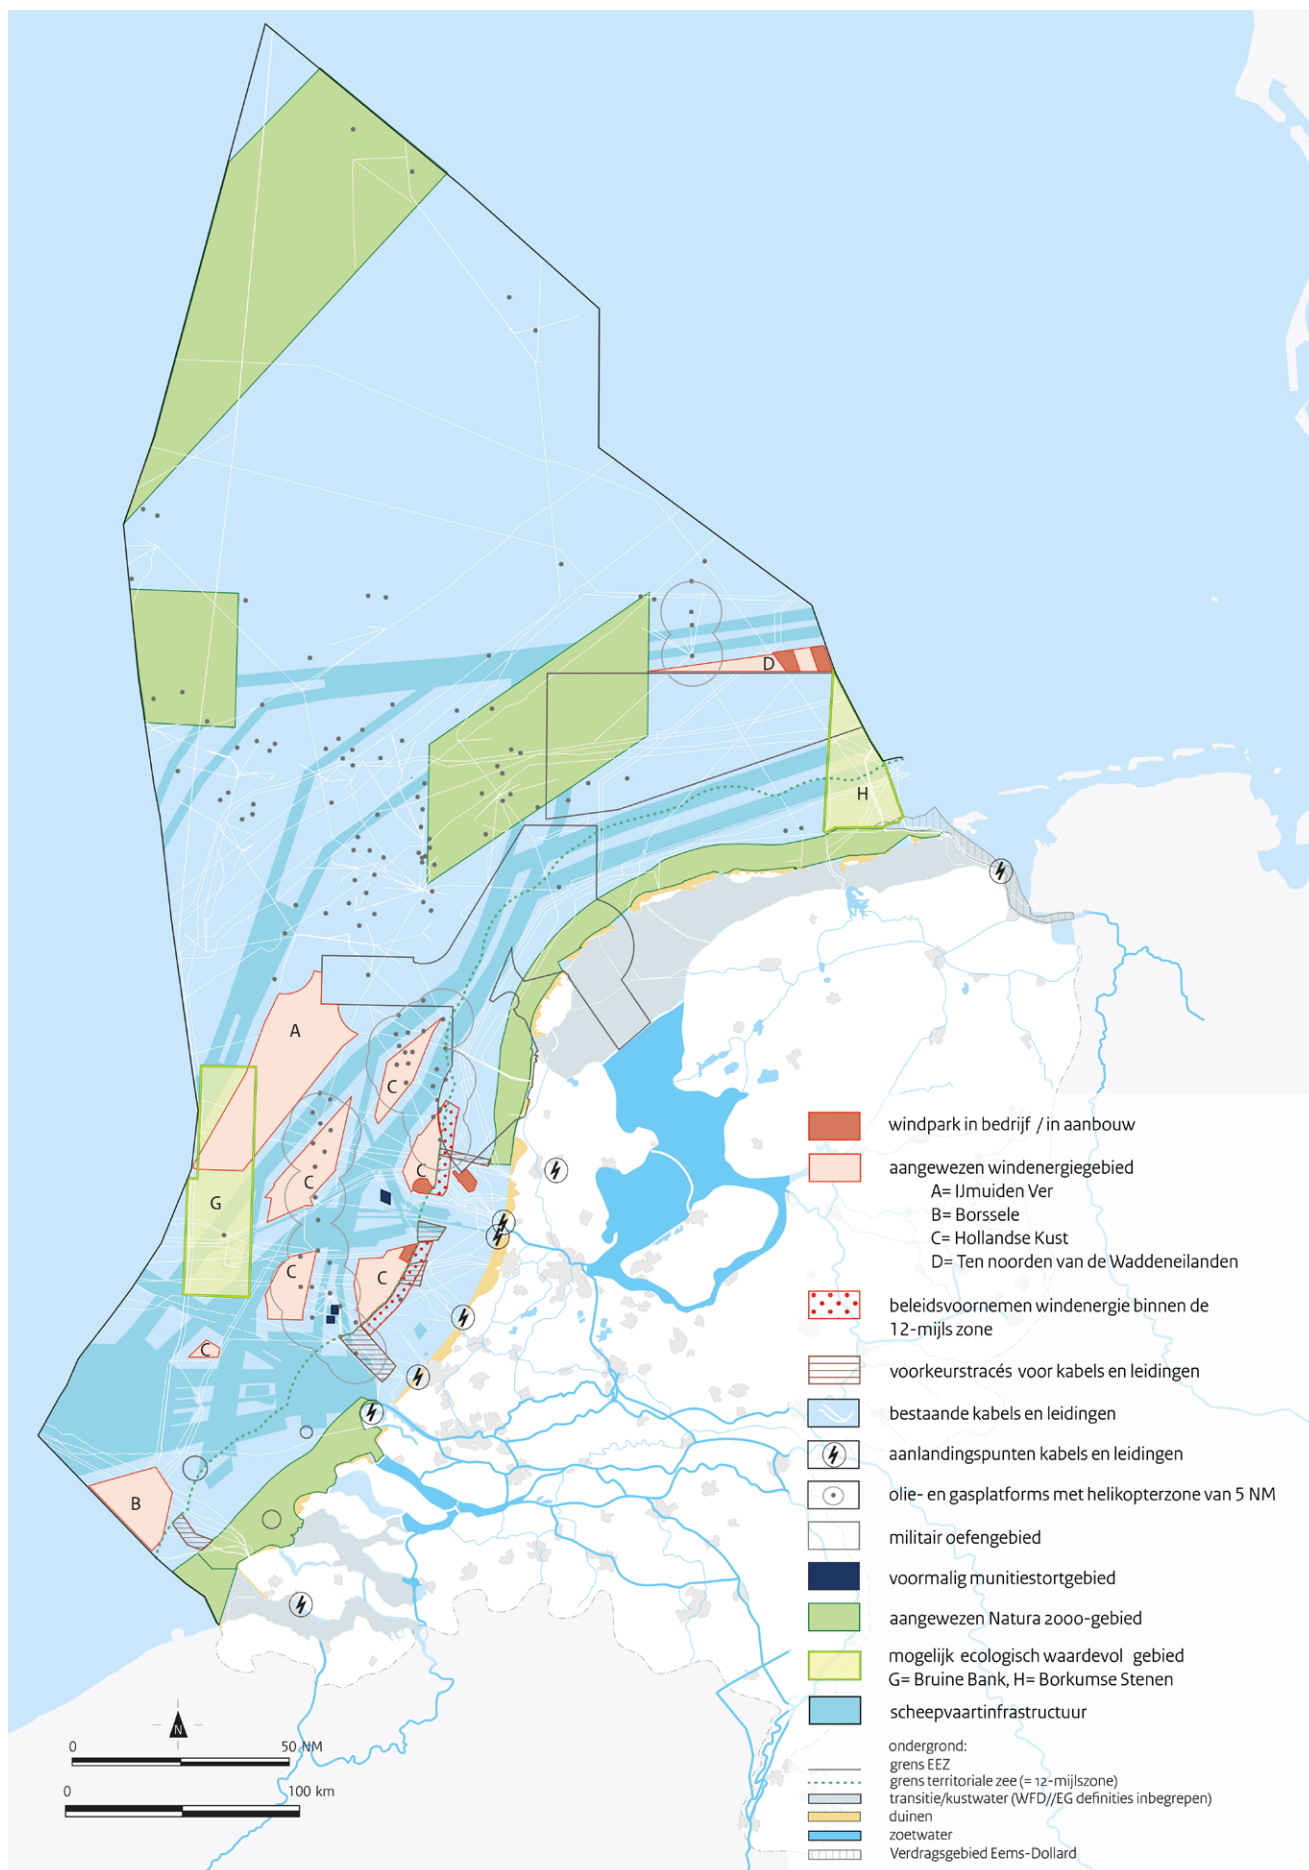 D
H
A
C
C
C
G
C
C
C
B
windpark in bedrijf / in aanbouw
aangewezen windenergiegebied
A= IJmuiden Ver
B= Borssele
C= Hollandse Kust
D= Ten noorden van de Waddeneilanden
beleidsvoornemen windenergie binnen de
12-mijls zone
voorkeurstracés voor kabels en leidingen
bestaande kabels en leidingen
aanlandingspunten kabels en leidingen
olie- en gasplatforms met helikopterzone van 5 NM
militair oefengebied
voormalig munitiestortgebied
aangewezen Natura 2000-gebied
mogelijk ecologisch waardevol gebied
G= Bruine Bank, H= Borkumse Stenen
scheepvaartinfrastructuur
ondergrond:
grens EEZ
grens territoriale zee (= 12-mijlszone)
transitie/kustwater (WFD//EG definities inbegrepen)
duinen
zoetwater
Verdragsgebied Eems-Dollard
N
0 50 NM
0 100 km